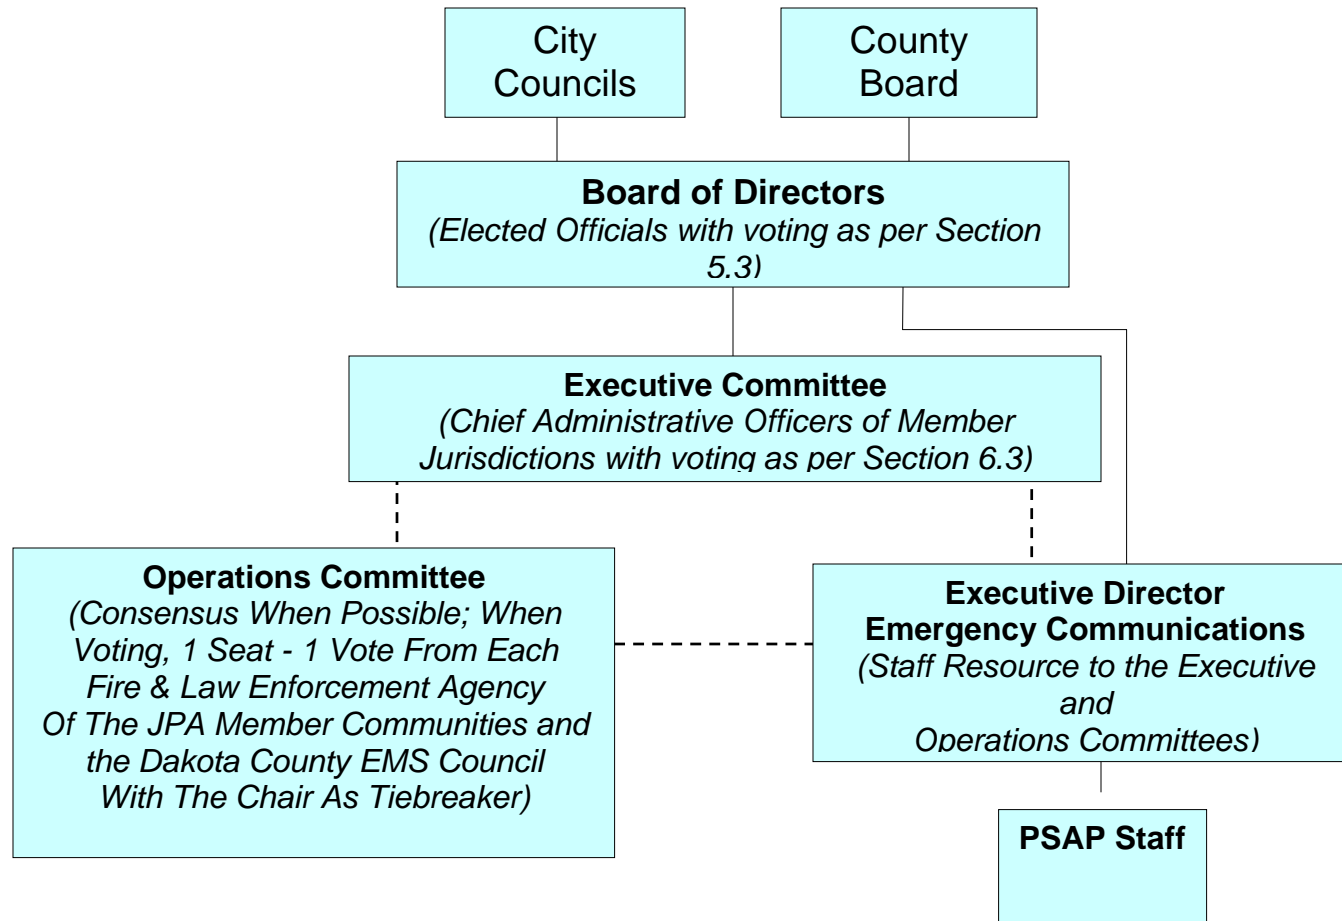 City
Councils
County
Board
Board of Directors
(Elected Officials with voting as per Section
5.3)
Executive Committee
(Chief Administrative Officers of Member
Jurisdictions with voting as per Section 6.3)
Operations Committee
(Consensus When Possible; When
Voting, 1 Seat - 1 Vote From Each
Fire & Law Enforcement Agency
Of The JPA Member Communities and
the Dakota County EMS Council
With The Chair As Tiebreaker)
Executive Director
Emergency Communications
(Staff Resource to the Executive
and
Operations Committees)
PSAP Staff